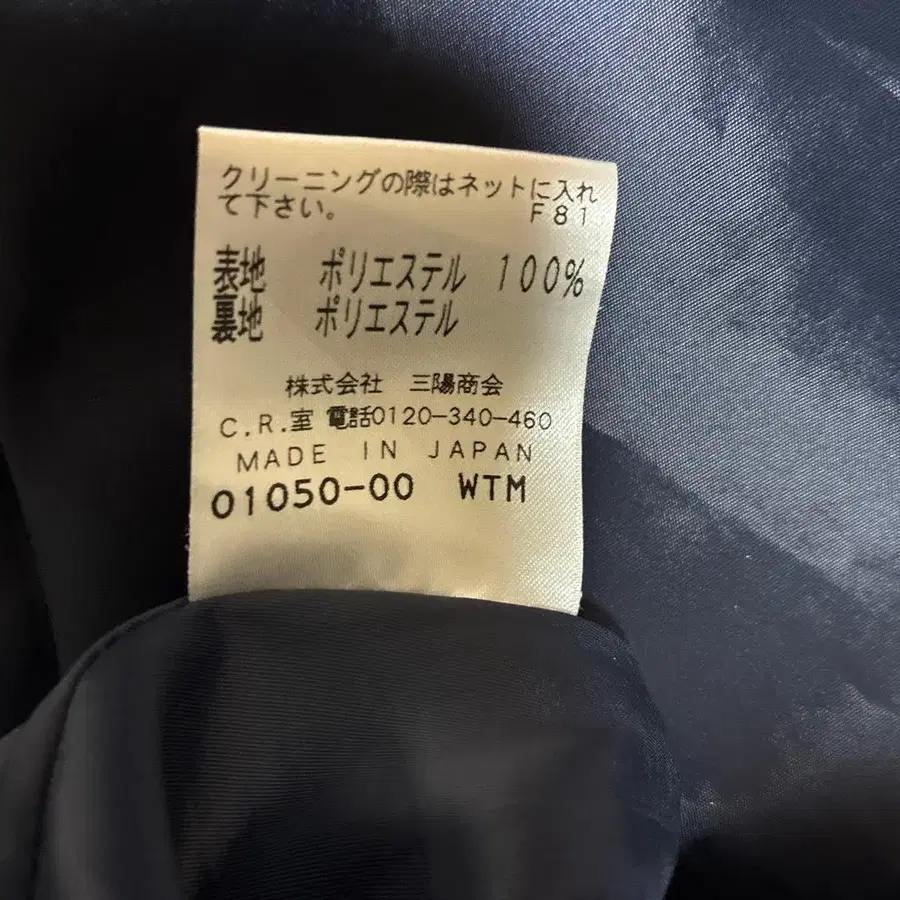 クリーニングの際はネットに入れ
て下さい。 F81
表地 ポリエステル 100%
裏地 ポリエステル
株式会社 三陽商会
C.R.室 電話0120-340-460
MADE IN JAPAN
01050-00 WTM